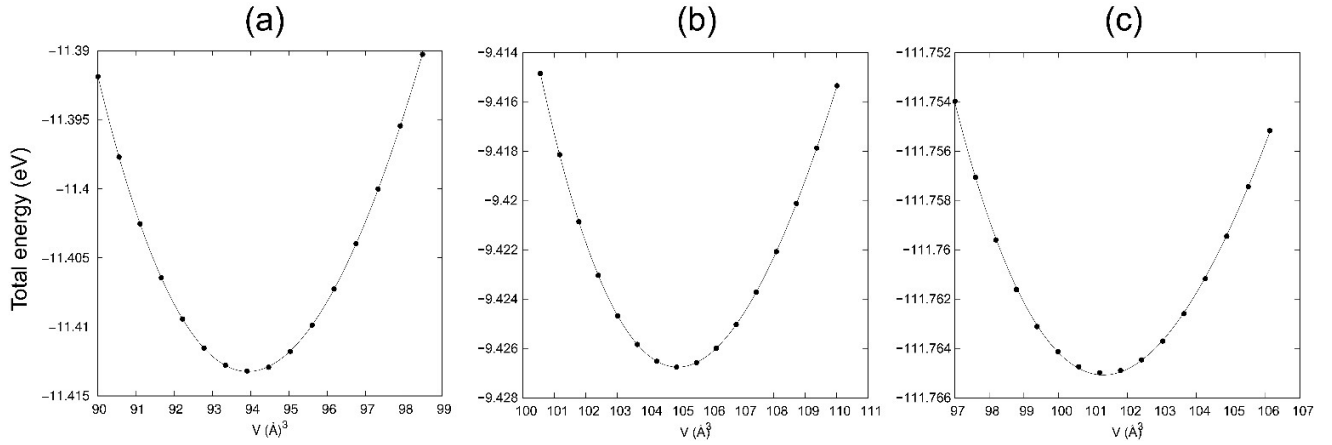 (a)
(b)
(c)
Total energy (eV)
−11.39
−11.395
−11.4
−11.405
−11.41
−11.415
90 91 92 93 94 95 96 97 98 99
V (Å)³
−9.414
−9.416
−9.418
−9.42
−9.422
−9.424
−9.426
−9.428
100 101 102 103 104 105 106 107 108 109 110 111
V (Å)³
−111.752
−111.754
−111.756
−111.758
−111.76
−111.762
−111.764
−111.766
97 98 99 100 101 102 103 104 105 106 107
V (Å)³